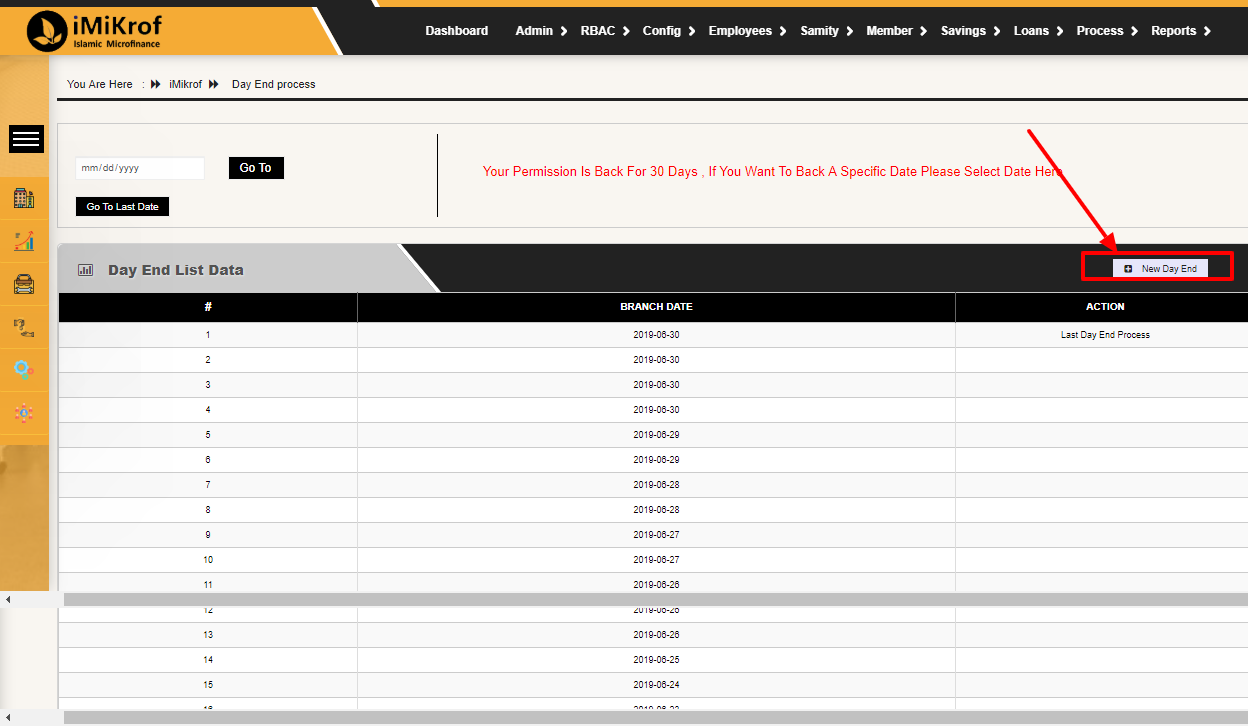 iMiKrof
Islamic Microfinance
Dashboard Admin RBAC Config Employees Samity Member Savings Loans Process Reports
You Are Here : iMikrof Day End process
mm/dd/yyyy Go To
Your Permission Is Back For 30 Days , If You Want To Back A Specific Date Please Select Date Here
Go To Last Date
Day End List Data New Day End
# BRANCH DATE ACTION
1 2019-06-30 Last Day End Process
2 2019-06-30
3 2019-06-30
4 2019-06-30
5 2019-06-29
6 2019-06-29
7 2019-06-28
8 2019-06-28
9 2019-06-27
10 2019-06-27
11 2019-06-26
12 2019-06-26
13 2019-06-26
14 2019-06-25
15 2019-06-24